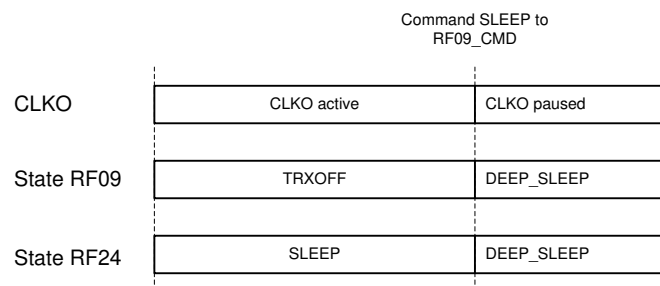 Command SLEEP to
RF09_CMD
CLKO
CLKO active
CLKO paused
State RF09
TRXOFF
DEEP_SLEEP
State RF24
SLEEP
DEEP_SLEEP